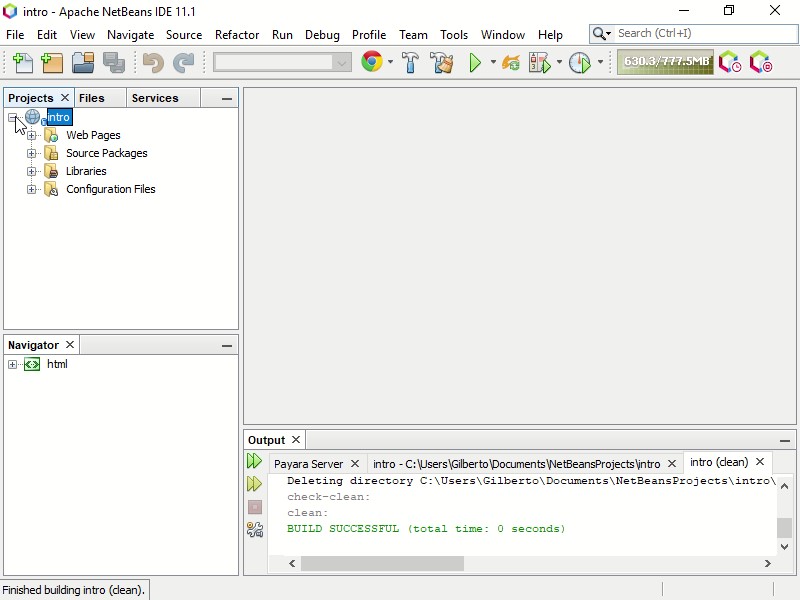 intro - Apache NetBeans IDE 11.1
File Edit View Navigate Source Refactor Run Debug Profile Team Tools Window Help
Search (Ctrl+I)
630.3/777.5MB
Projects Files Services
intro
Web Pages
Source Packages
Libraries
Configuration Files
Navigator
html
Output
Payara Server intro - C:\Users\Gilberto\Documents\NetBeansProjects\intro intro (clean)
Deleting directory C:\Users\Gilberto\Documents\NetBeansProjects\intro\
check-clean:
clean:
BUILD SUCCESSFUL (total time: 0 seconds)
Finished building intro (clean).